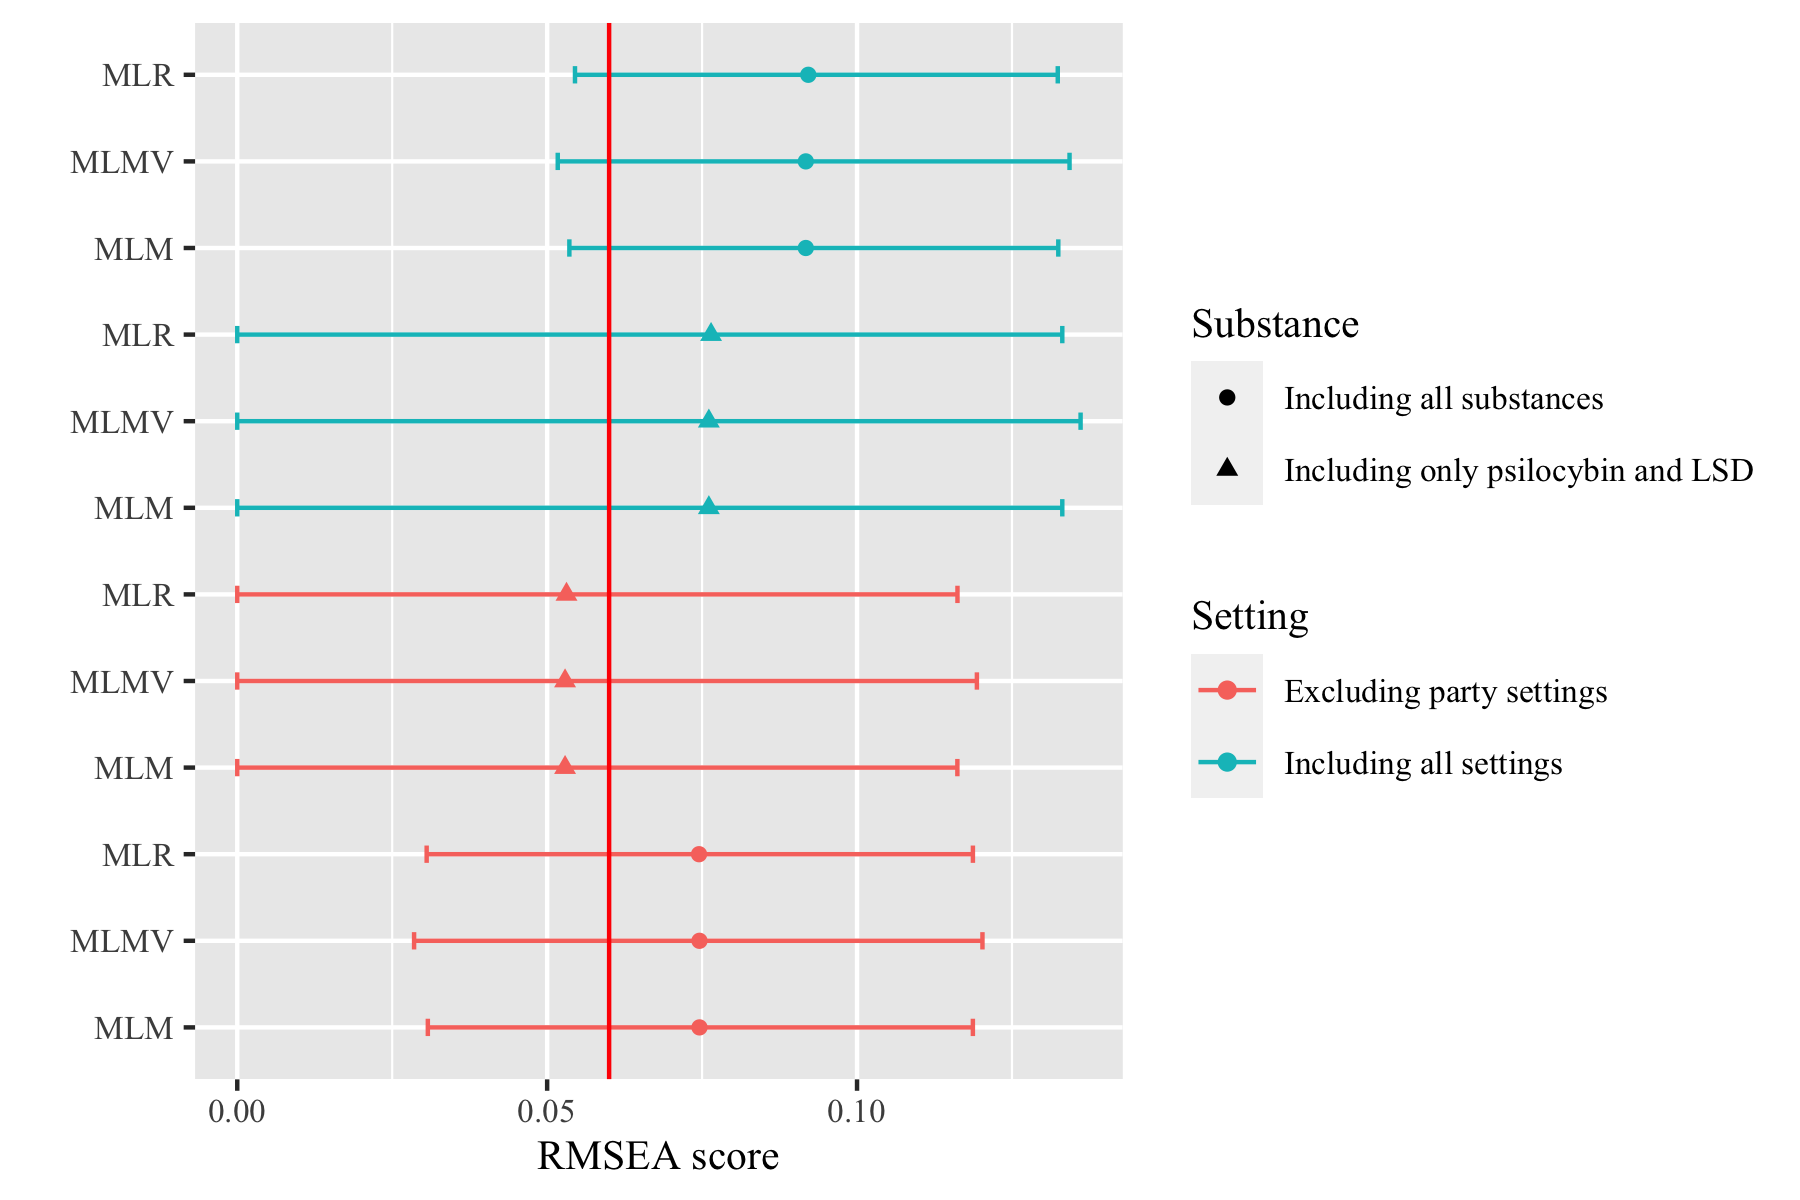 MLR
MLMV
MLM
MLR
MLMV
MLM
MLR
MLMV
MLM
MLR
MLMV
MLM
0.00
0.05
0.10
RMSEA score
Substance
Including all substances
Including only psilocybin and LSD
Setting
Excluding party settings
Including all settings